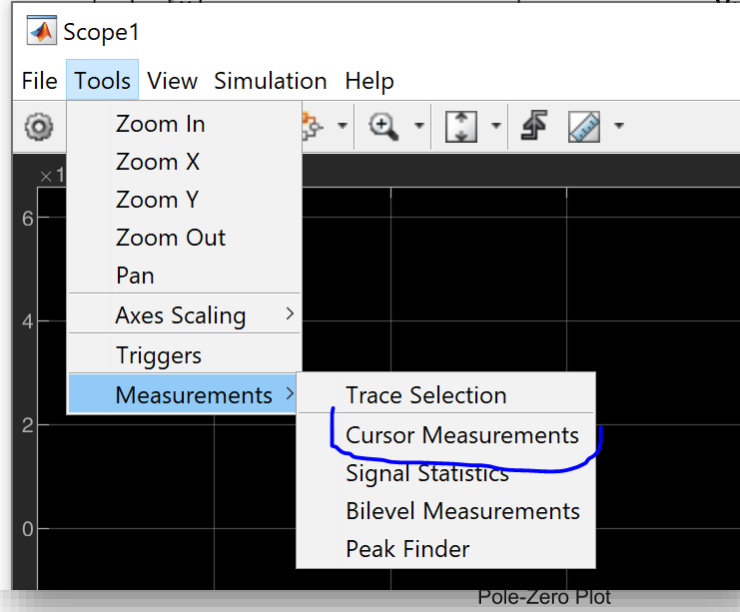 Scope1
File Tools View Simulation Help
Zoom In
Zoom X
Zoom Y
Zoom Out
Pan
Axes Scaling
Triggers
Measurements
Trace Selection
Cursor Measurements
Signal Statistics
Bilevel Measurements
Peak Finder
×1
6
4
2
0
Pole-Zero Plot